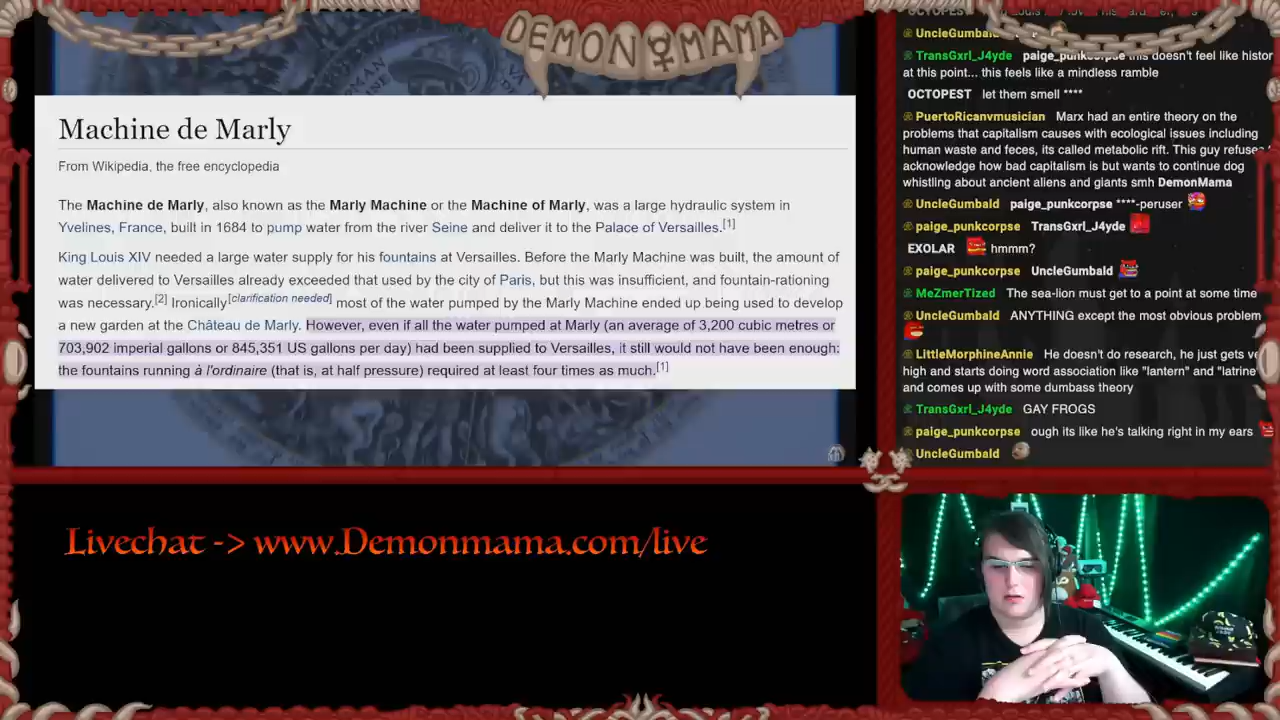 DEMON MAMA
Machine de Marly
From Wikipedia, the free encyclopedia
The Machine de Marly, also known as the Marly Machine or the Machine of Marly, was a large hydraulic system in
Yvelines, France, built in 1684 to pump water from the river Seine and deliver it to the Palace of Versailles.[1]
King Louis XIV needed a large water supply for his fountains at Versailles. Before the Marly Machine was built, the amount of
water delivered to Versailles already exceeded that used by the city of Paris, but this was insufficient, and fountain-rationing
was necessary.[2] Ironically[clarification needed] most of the water pumped by the Marly Machine ended up being used to develop
a new garden at the Château de Marly. However, even if all the water pumped at Marly (an average of 3,200 cubic metres or
703,902 imperial gallons or 845,351 US gallons per day) had been supplied to Versailles, it still would not have been enough:
the fountains running à l'ordinaire (that is, at half pressure) required at least four times as much.[1]
Livechat -> www.Demonmama.com/live
OCTOPEST
UncleGumbald
TransGxrl_J4yde paige_punkcorpse this doesn't feel like histor
at this point... this feels like a mindless ramble
OCTOPEST let them smell ****
PuertoRicanvmusician Marx had an entire theory on the
problems that capitalism causes with ecological issues including
human waste and feces, its called metabolic rift. This guy refuses
acknowledge how bad capitalism is but wants to continue dog
whistling about ancient aliens and giants smh DemonMama
UncleGumbald paige_punkcorpse ****-peruser
paige_punkcorpse TransGxrl_J4yde
EXOLAR hmmm?
paige_punkcorpse UncleGumbald
MeZmerTized The sea-lion must get to a point at some time
UncleGumbald ANYTHING except the most obvious problem
LittleMorphineAnnie He doesn't do research, he just gets ve
high and starts doing word association like "lantern" and "latrine
and comes up with some dumbass theory
TransGxrl_J4yde GAY FROGS
paige_punkcorpse ough its like he's talking right in my ears
UncleGumbald